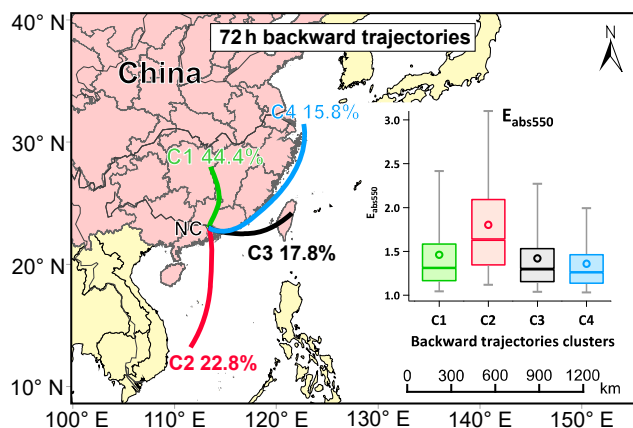 40° N
30° N
20° N
10° N
72 h backward trajectories
N
China
C4 15.8%
C1 44.4%
NC
C3 17.8%
C2 22.8%
E_abs550
3.0
2.5
2.0
1.5
1.0
E_abs550
C1 C2 C3 C4
Backward trajectories clusters
0 300 600 900 1200
km
100° E 110° E 120° E 130° E 140° E 150° E